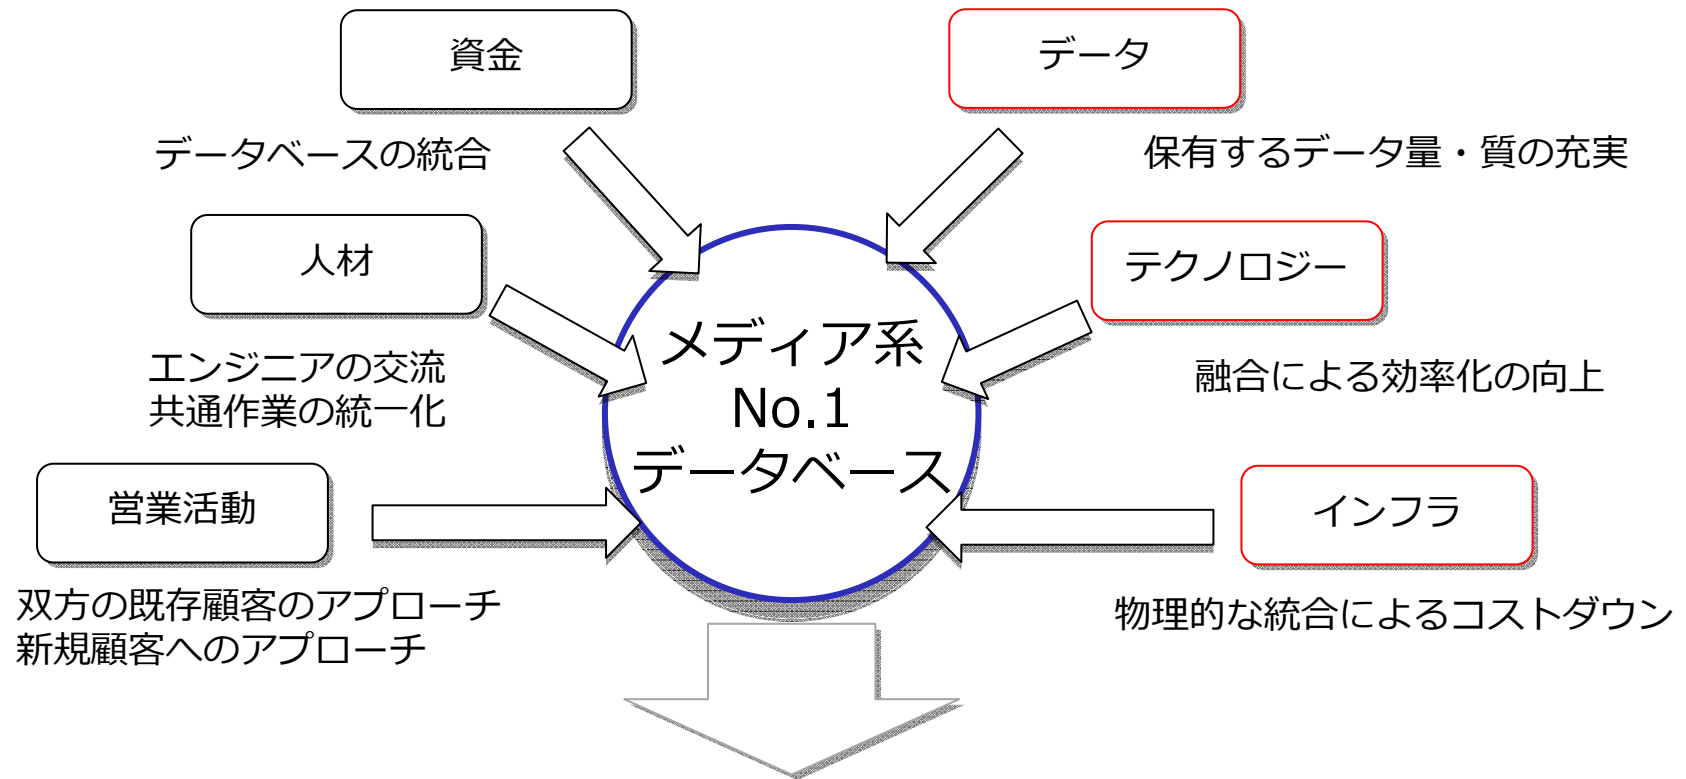 資金
データ
データベースの統合
保有するデータ量・質の充実
人材
テクノロジー
エンジニアの交流
共通作業の統一化
融合による効率化の向上
メディア系
No.1
データベース
営業活動
インフラ
双方の既存顧客のアプローチ
新規顧客へのアプローチ
物理的な統合によるコストダウン